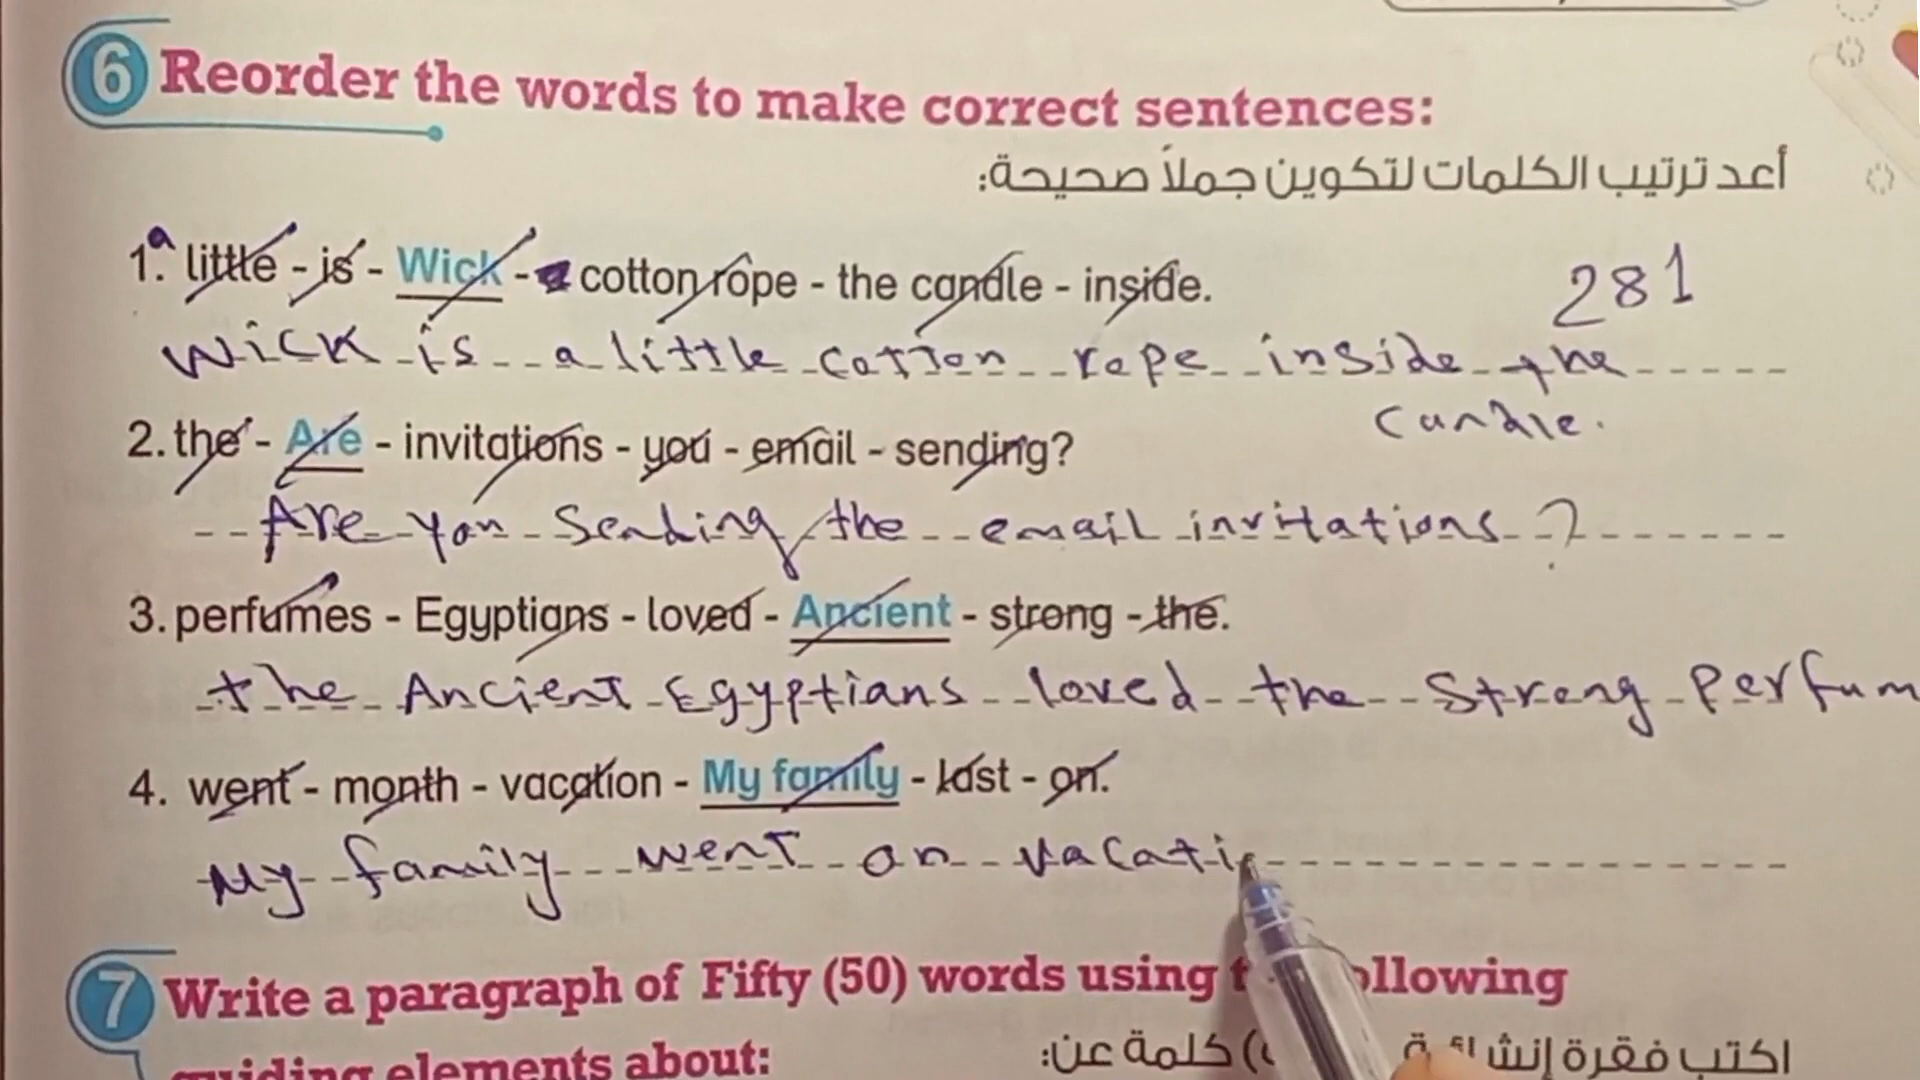 6 Reorder the words to make correct sentences:
أعد ترتيب الكلمات لتكوين جملاً صحيحة:
1. a little - is - Wick - cotton rope - the candle - inside.
281
Wick is a little cotton rope inside the
candle.
2. the - Are - invitations - you - email - sending?
Are you sending the email invitations ?
3. perfumes - Egyptians - loved - Ancient - strong - the.
the Ancient Egyptians loved the strong perfum
4. went - month - vacation - My family - last - on.
My family went on vacati
7 Write a paragraph of Fifty (50) words using ollowing
اكتب فقرة كلمة عن:
guiding elements about: